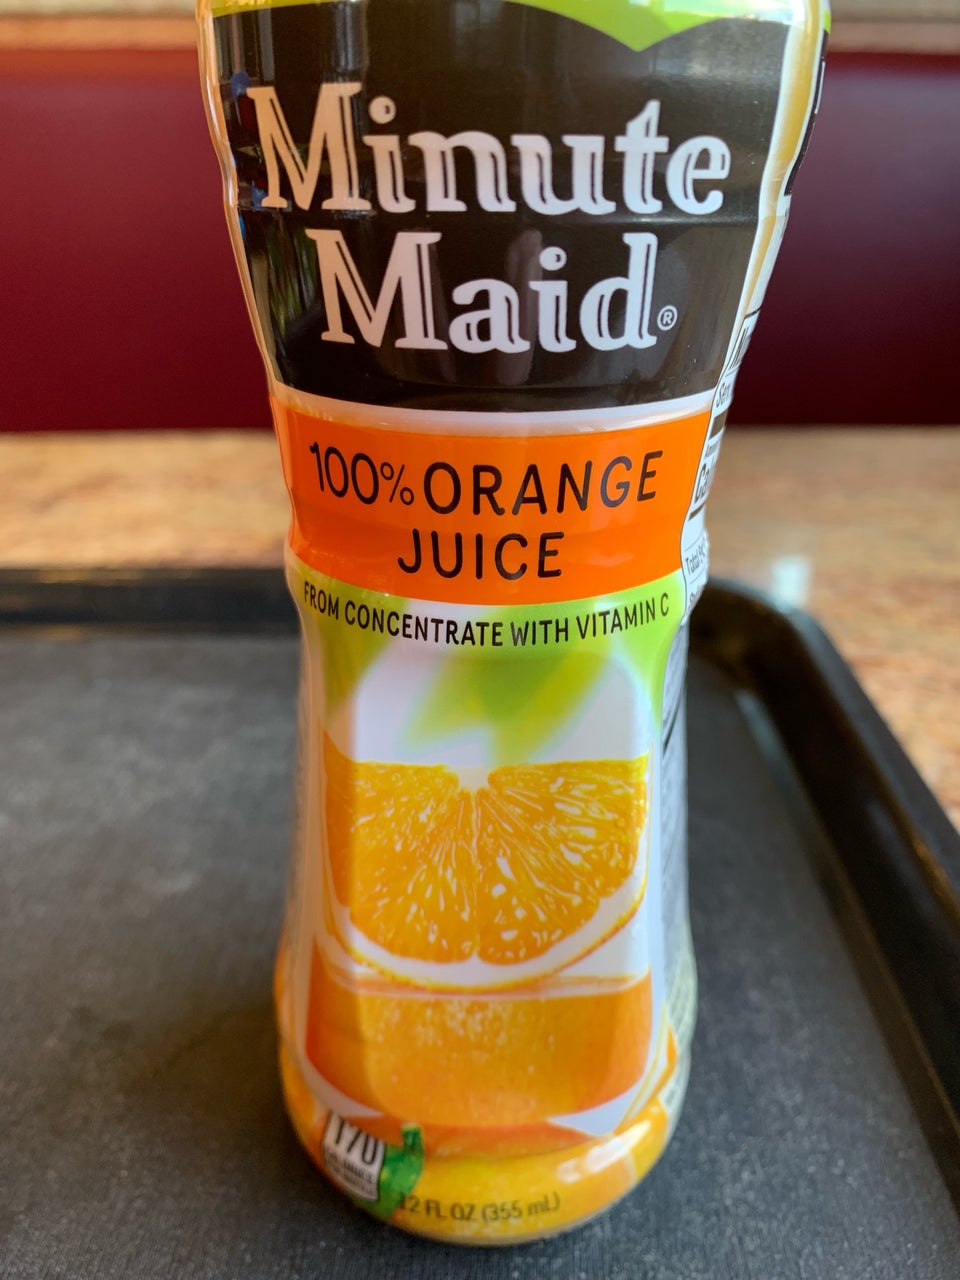 Minute
Maid®
100% ORANGE
JUICE
FROM CONCENTRATE WITH VITAMIN C
170
12 FL OZ (355 mL)